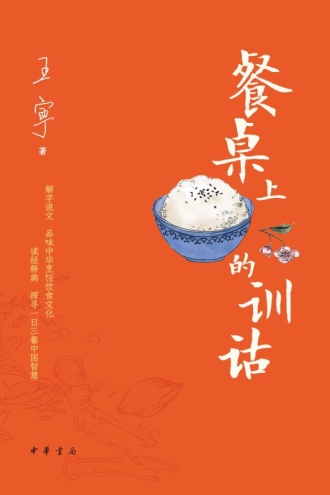 餐桌上的训诂
王宁
著
解字说文 品味中华烹饪饮食文化
读经释典 探寻一日三餐中国智慧
中华书局